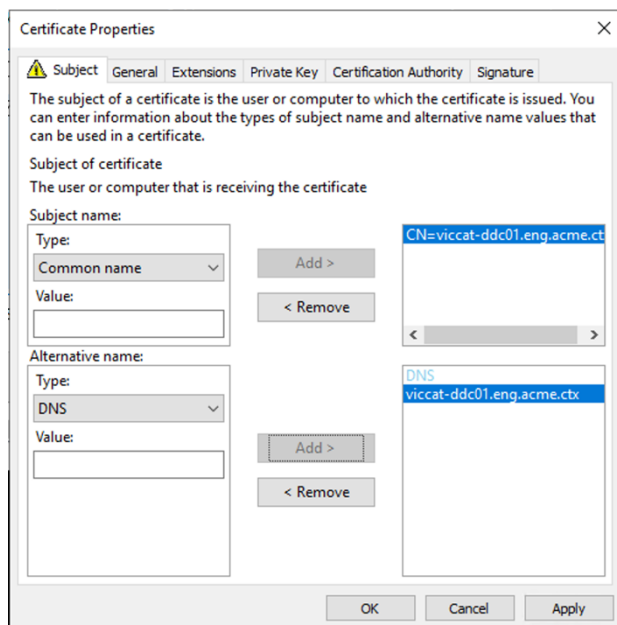 Certificate Properties
Subject
General
Extensions
Private Key
Certification Authority
Signature
The subject of a certificate is the user or computer to which the certificate is issued. You
can enter information about the types of subject name and alternative name values that
can be used in a certificate.
Subject of certificate
The user or computer that is receiving the certificate
Subject name:
Type:
Common name
Value:
Add >
< Remove
CN=viccat-ddc01.eng.acme.ct
Alternative name:
Type:
DNS
Value:
Add >
< Remove
DNS
viccat-ddc01.eng.acme.ctx
OK
Cancel
Apply